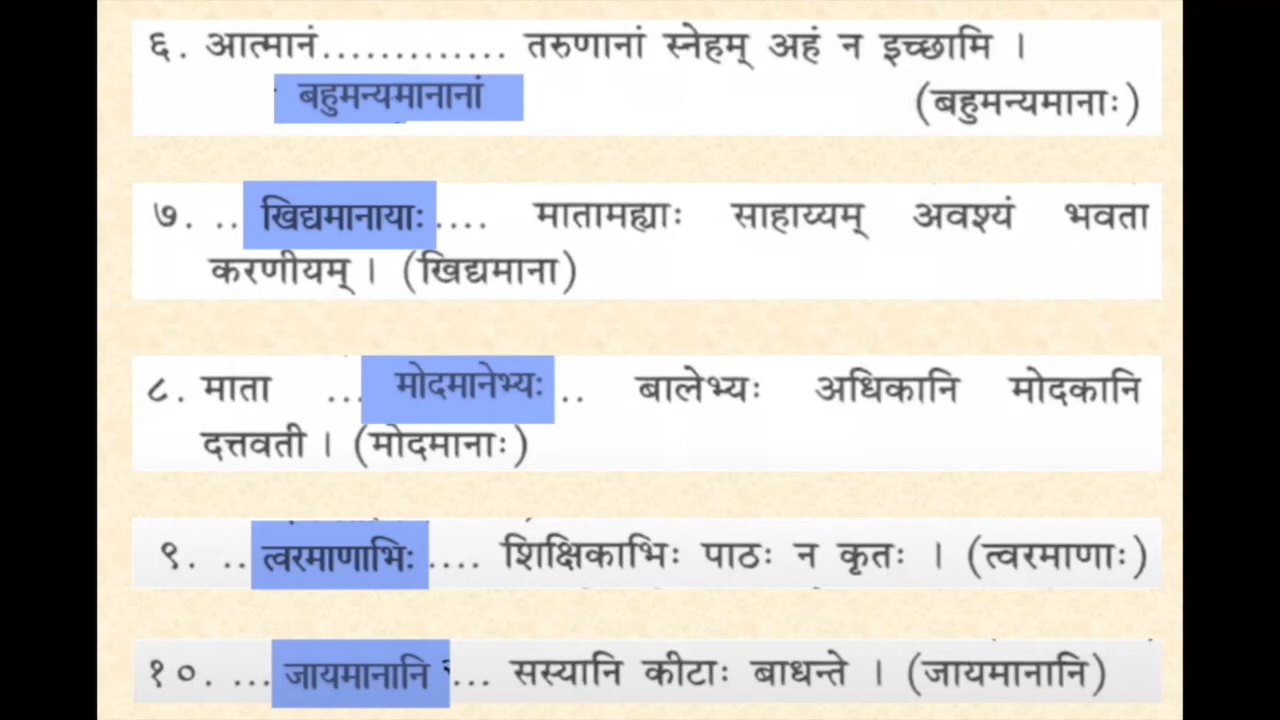 ६. आत्मानं............. तरुणानां स्नेहम् अहं न इच्छामि ।
बहुमन्यमानानां (बहुमन्यमानाः)
७. .. खिद्यमानायाः .... मातामह्याः साहाय्यम् अवश्यं भवता
करणीयम् । (खिद्यमाना)
८. माता ... मोदमानेभ्यः .. बालेभ्यः अधिकानि मोदकानि
दत्तवती । (मोदमानाः)
९. .. त्वरमाणाभिः .... शिक्षिकाभिः पाठः न कृतः । (त्वरमाणाः)
१०. ... जायमानानि ... सस्यानि कीटाः बाधन्ते । (जायमानानि)